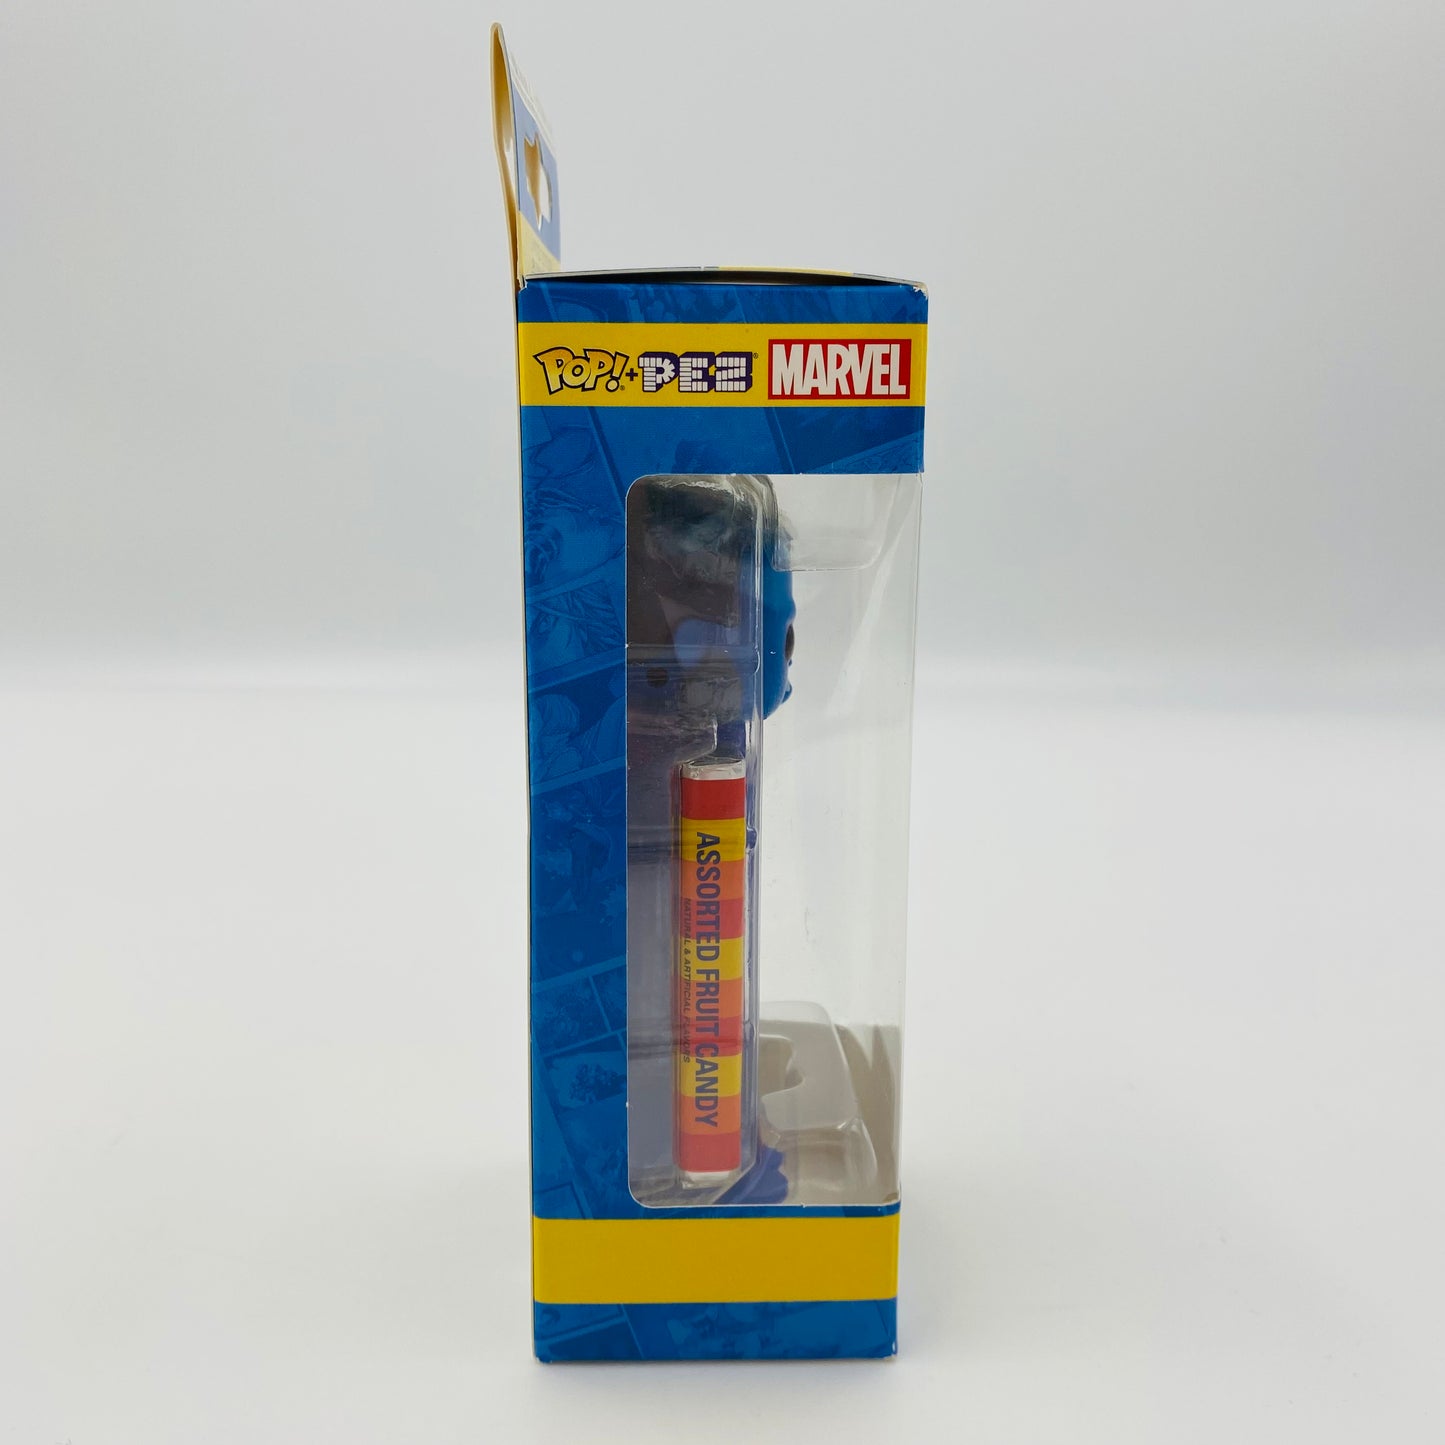 POP!® + PEZ® MARVEL
ASSORTED FRUIT CANDY
NATURAL & ARTIFICIAL FLAVORS